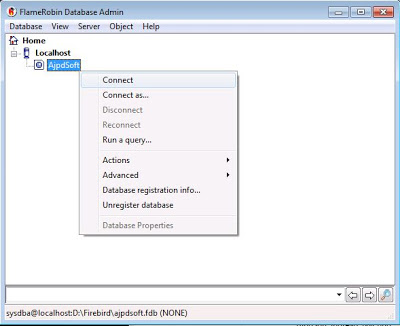 FlameRobin Database Admin
Database View Server Object Help
Home
Localhost
AjpdSoft
Connect
Connect as...
Disconnect
Reconnect
Run a query...
Actions
Advanced
Database registration info...
Unregister database
Database Properties
sysdba@localhost:D:\Firebird\ajpdsoft.fdb (NONE)